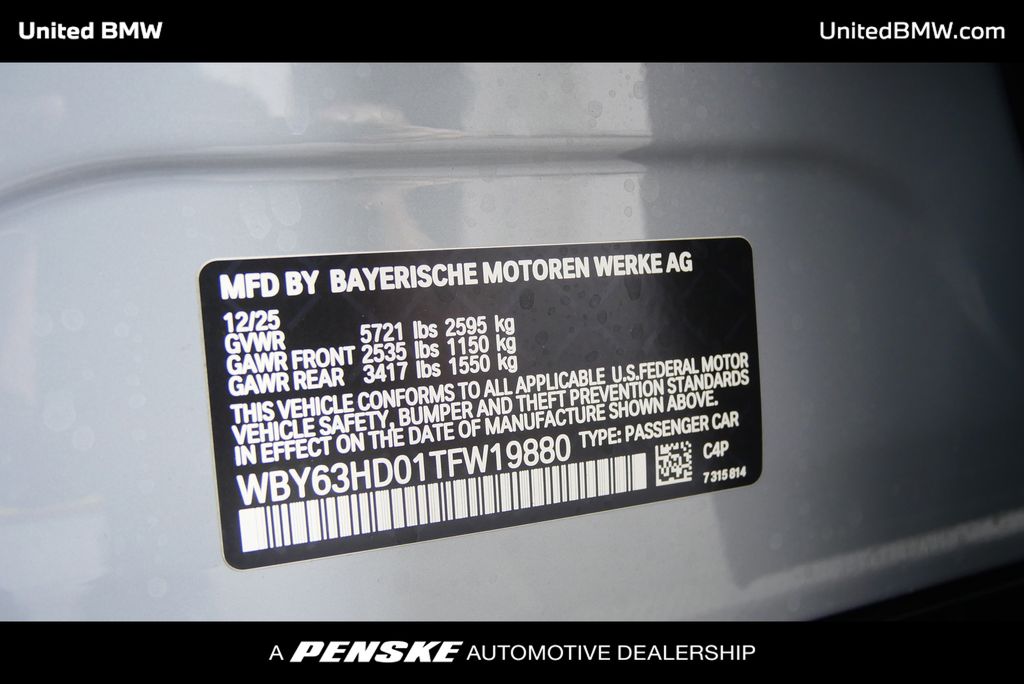 United BMW
UnitedBMW.com
MFD BY BAYERISCHE MOTOREN WERKE AG
12/25
GVWR 5721 lbs 2595 kg
GAWR FRONT 2535 lbs 1150 kg
GAWR REAR 3417 lbs 1550 kg
THIS VEHICLE CONFORMS TO ALL APPLICABLE U.S.FEDERAL MOTOR
VEHICLE SAFETY, BUMPER AND THEFT PREVENTION STANDARDS
IN EFFECT ON THE DATE OF MANUFACTURE SHOWN ABOVE.
WBY63HD01TFW19880 TYPE: PASSENGER CAR
C4P
7 315 814
A PENSKE AUTOMOTIVE DEALERSHIP